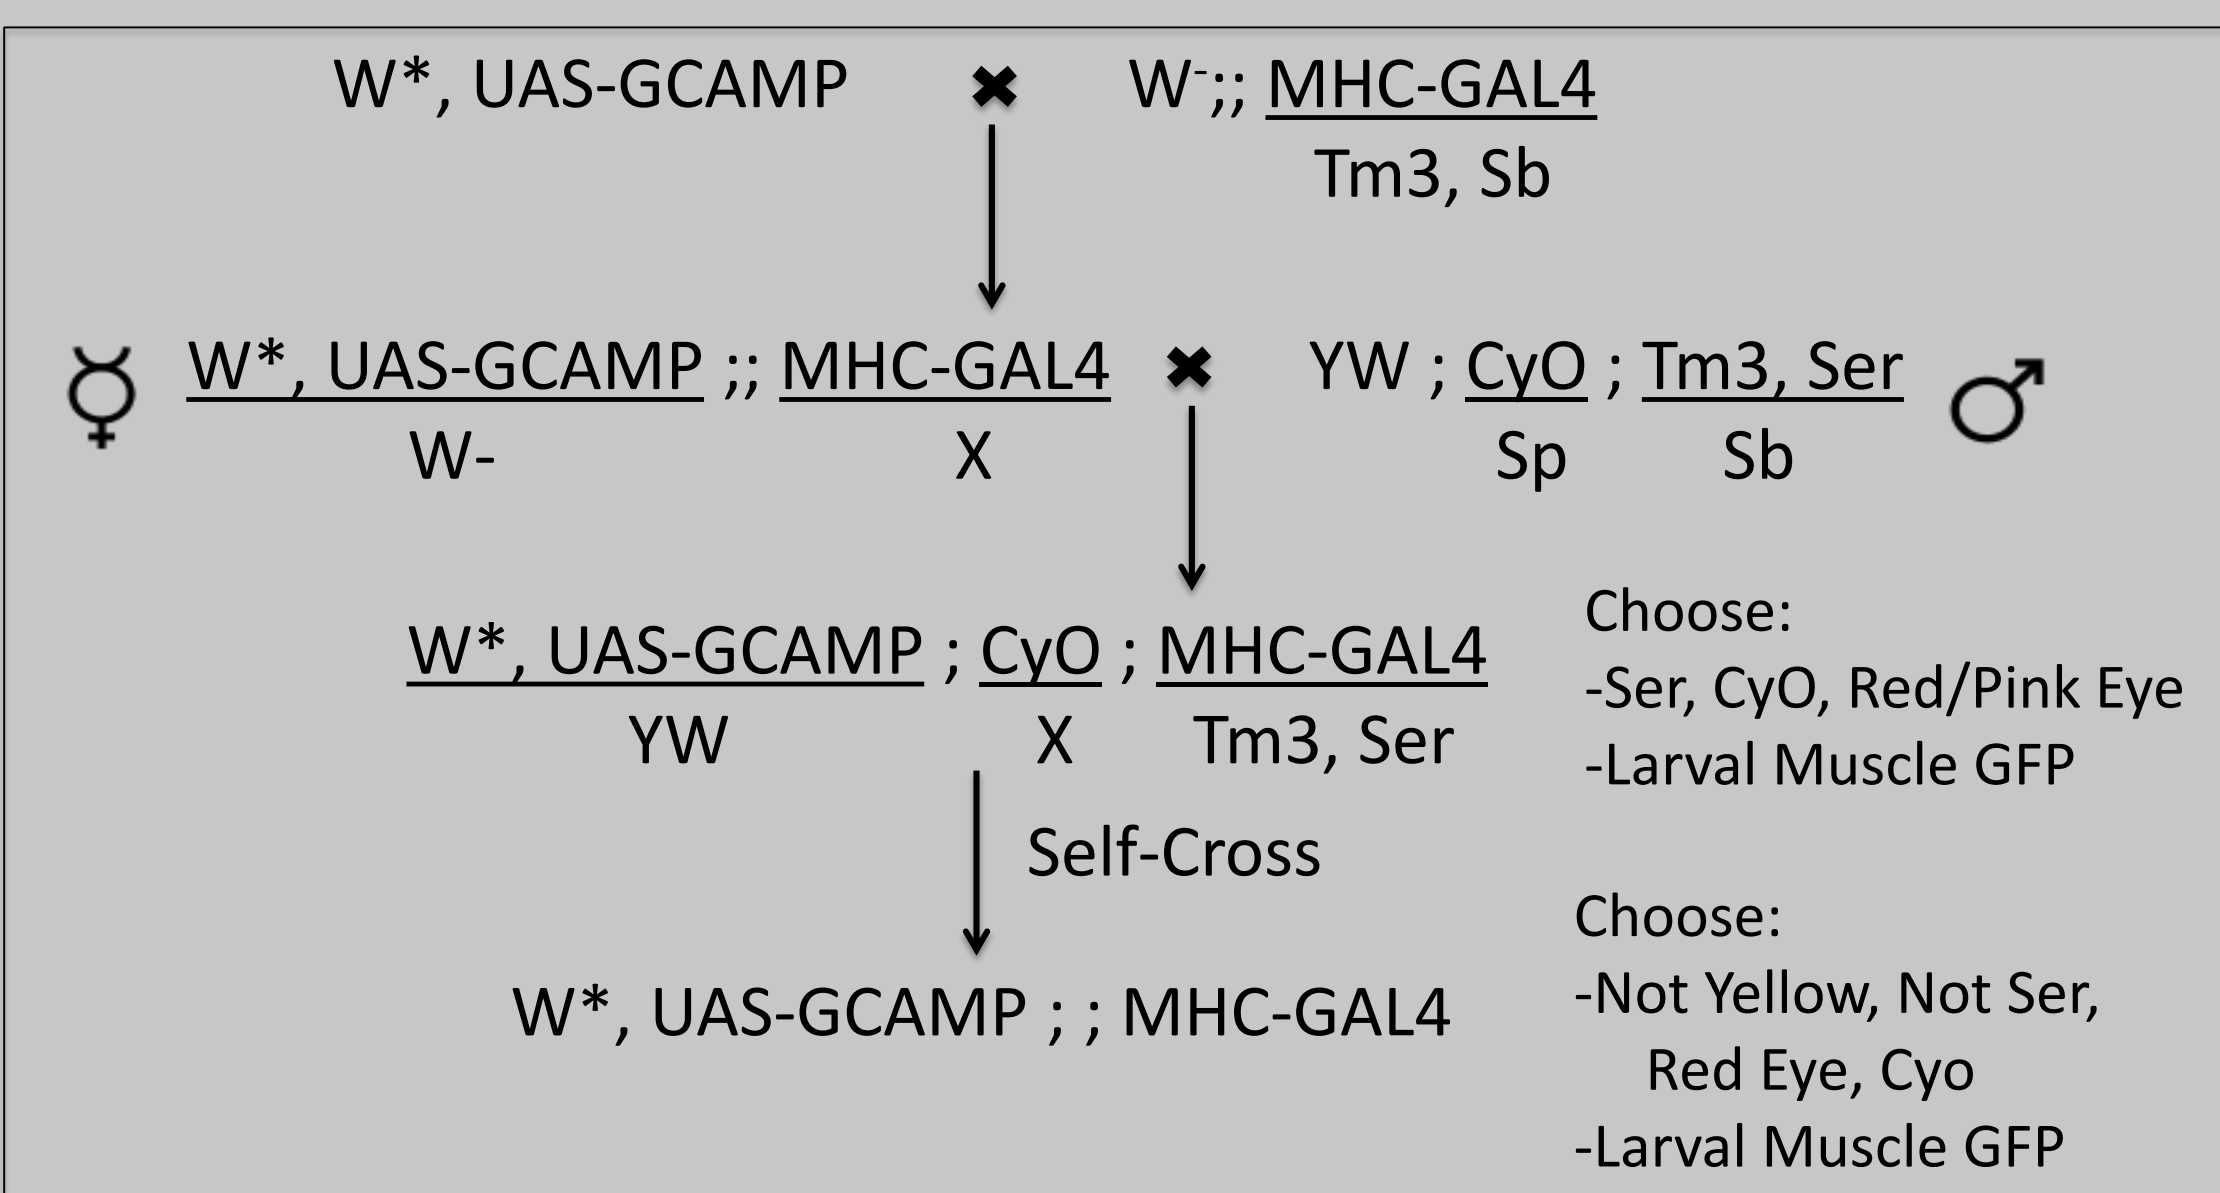 W*, UAS-GCAMP ✖ W-;; MHC-GAL4
Tm3, Sb
☿ W*, UAS-GCAMP ;; MHC-GAL4 ✖ YW ; CyO ; Tm3, Ser ♂
W- X Sp Sb
W*, UAS-GCAMP ; CyO ; MHC-GAL4
YW X Tm3, Ser
Choose:
-Ser, CyO, Red/Pink Eye
-Larval Muscle GFP
Self-Cross
W*, UAS-GCAMP ; ; MHC-GAL4
Choose:
-Not Yellow, Not Ser,
Red Eye, Cyo
-Larval Muscle GFP